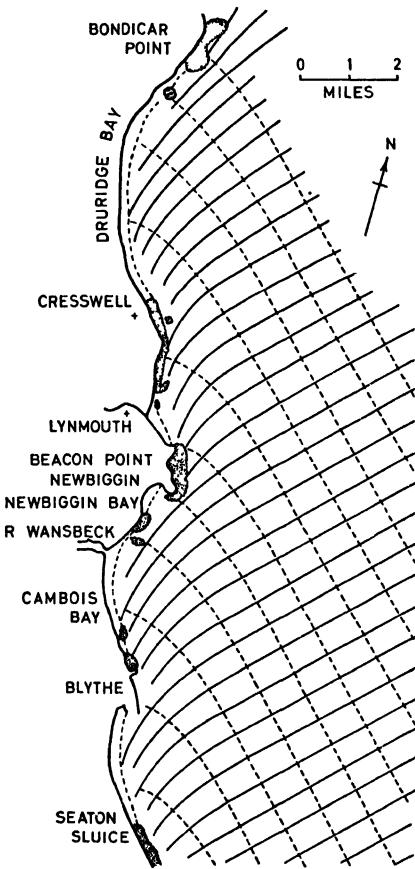 BONDICAR
POINT
0 1 2
MILES
N
DRURIDGE BAY
CRESSWELL
LYNMOUTH
BEACON POINT
NEWBIGGIN
NEWBIGGIN BAY
R WANSBECK
CAMBOIS
BAY
BLYTHE
SEATON
SLUICE